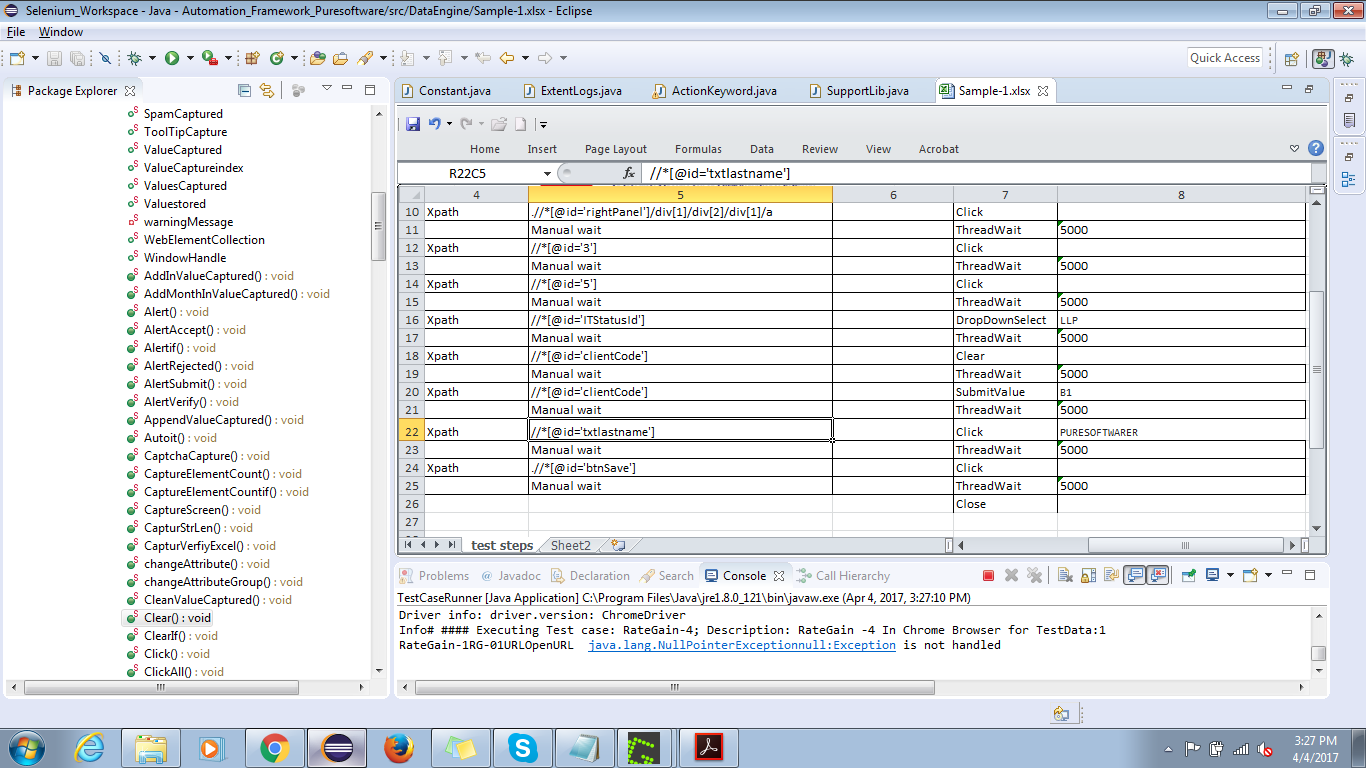 Selenium_Workspace - Java - Automation_Framework_Puresoftware/src/DataEngine/Sample-1.xlsx - Eclipse
File Window
Quick Access
Package Explorer
SpamCaptured
ToolTipCapture
ValueCaptured
ValueCaptureindex
ValuesCaptured
Valuestored
warningMessage
WebElementCollection
WindowHandle
AddInValueCaptured() : void
AddMonthInValueCaptured() : void
Alert() : void
AlertAccept() : void
Alertif() : void
AlertRejected() : void
AlertSubmit() : void
AlertVerify() : void
AppendValueCaptured() : void
Autoit() : void
CaptchaCapture() : void
CaptureElementCount() : void
CaptureElementCountif() : void
CaptureScreen() : void
CapturStrLen() : void
CapturVerfiyExcel() : void
changeAttribute() : void
changeAttributeGroup() : void
CleanValueCaptured() : void
Clear() : void
ClearIf() : void
Click() : void
ClickAll() : void
Constant.java ExtentLogs.java ActionKeyword.java SupportLib.java Sample-1.xlsx
Home Insert Page Layout Formulas Data Review View Acrobat
R22C5 fx //*[@id='txtlastname']
4 5 6 7 8
10 Xpath .//*[@id='rightPanel']/div[1]/div[2]/div[1]/a Click
11 Manual wait ThreadWait 5000
12 Xpath //*[@id='3'] Click
13 Manual wait ThreadWait 5000
14 Xpath //*[@id='5'] Click
15 Manual wait ThreadWait 5000
16 Xpath //*[@id='ITStatusId'] DropDownSelect LLP
17 Manual wait ThreadWait 5000
18 Xpath //*[@id='clientCode'] Clear
19 Manual wait ThreadWait 5000
20 Xpath //*[@id='clientCode'] SubmitValue B1
21 Manual wait ThreadWait 5000
22 Xpath //*[@id='txtlastname'] Click PURESOFTWARER
23 Manual wait ThreadWait 5000
24 Xpath .//*[@id='btnSave'] Click
25 Manual wait ThreadWait 5000
26 Close
27
test steps Sheet2
Problems @ Javadoc Declaration Search Console Call Hierarchy
TestCaseRunner [Java Application] C:\Program Files\Java\jre1.8.0_121\bin\javaw.exe (Apr 4, 2017, 3:27:10 PM)
Driver info: driver.version: ChromeDriver
Info# #### Executing Test case: RateGain-4; Description: RateGain -4 In Chrome Browser for TestData:1
RateGain-1RG-01URLOpenURL java.lang.NullPointerExceptionnull:Exception is not handled
3:27 PM
4/4/2017